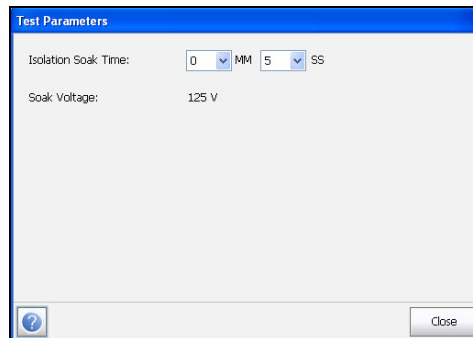 Test Parameters
Isolation Soak Time: 0 MM 5 SS
Soak Voltage: 125 V
?
Close